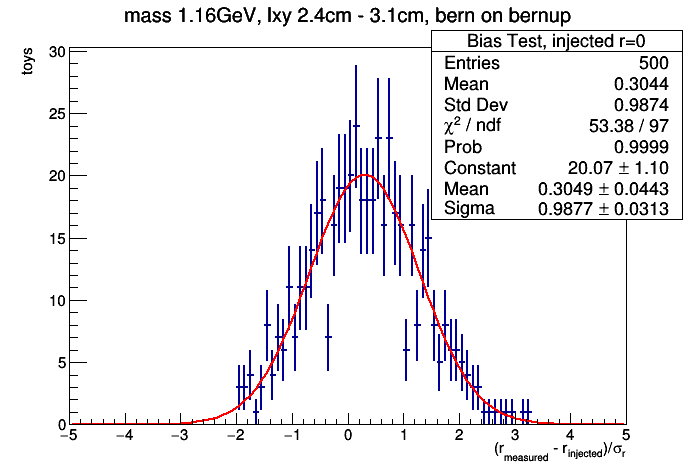 mass 1.16GeV, lxy 2.4cm - 3.1cm, bern on bernup
Bias Test, injected r=0
Entries 500
Mean 0.3044
Std Dev 0.9874
χ² / ndf 53.38 / 97
Prob 0.9999
Constant 20.07 ± 1.10
Mean 0.3049 ± 0.0443
Sigma 0.9877 ± 0.0313
toys
30
25
20
15
10
5
0
−5 −4 −3 −2 −1 0 1 2 3 4 5
(r_measured - r_injected)/σ_r